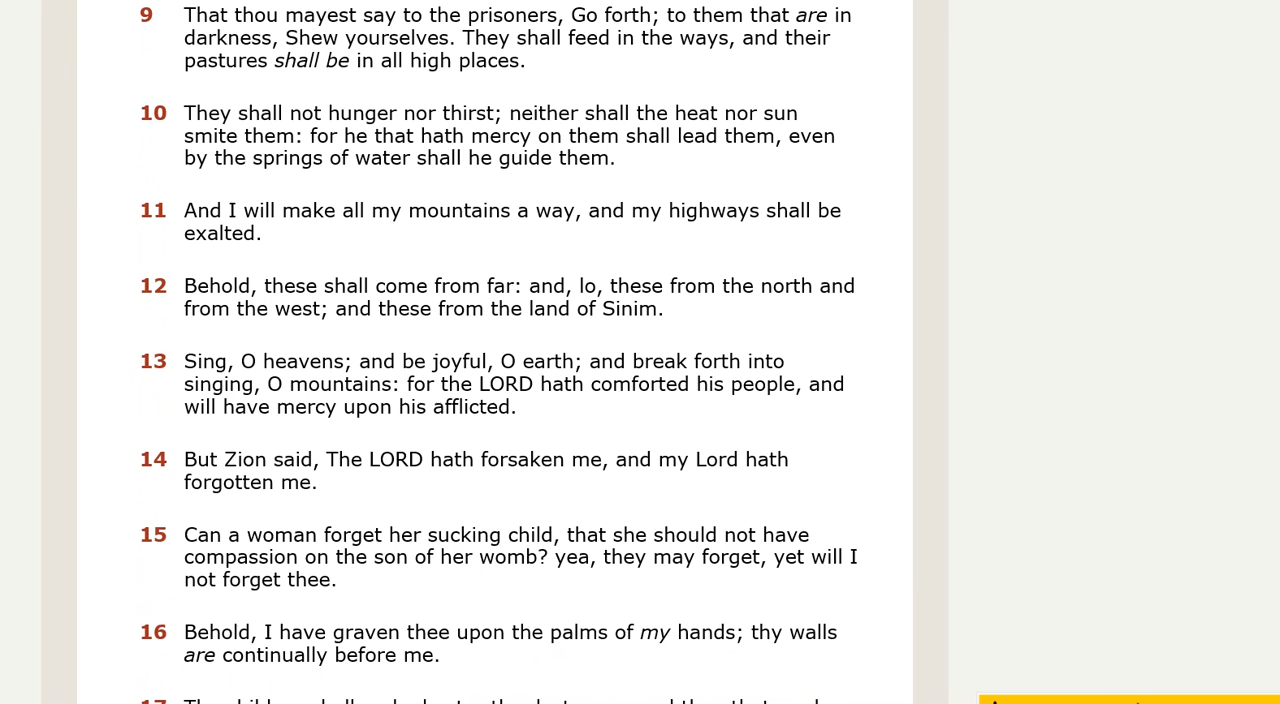 9 That thou mayest say to the prisoners, Go forth; to them that are in
darkness, Shew yourselves. They shall feed in the ways, and their
pastures shall be in all high places.
10 They shall not hunger nor thirst; neither shall the heat nor sun
smite them: for he that hath mercy on them shall lead them, even
by the springs of water shall he guide them.
11 And I will make all my mountains a way, and my highways shall be
exalted.
12 Behold, these shall come from far: and, lo, these from the north and
from the west; and these from the land of Sinim.
13 Sing, O heavens; and be joyful, O earth; and break forth into
singing, O mountains: for the LORD hath comforted his people, and
will have mercy upon his afflicted.
14 But Zion said, The LORD hath forsaken me, and my Lord hath
forgotten me.
15 Can a woman forget her sucking child, that she should not have
compassion on the son of her womb? yea, they may forget, yet will I
not forget thee.
16 Behold, I have graven thee upon the palms of my hands; thy walls
are continually before me.